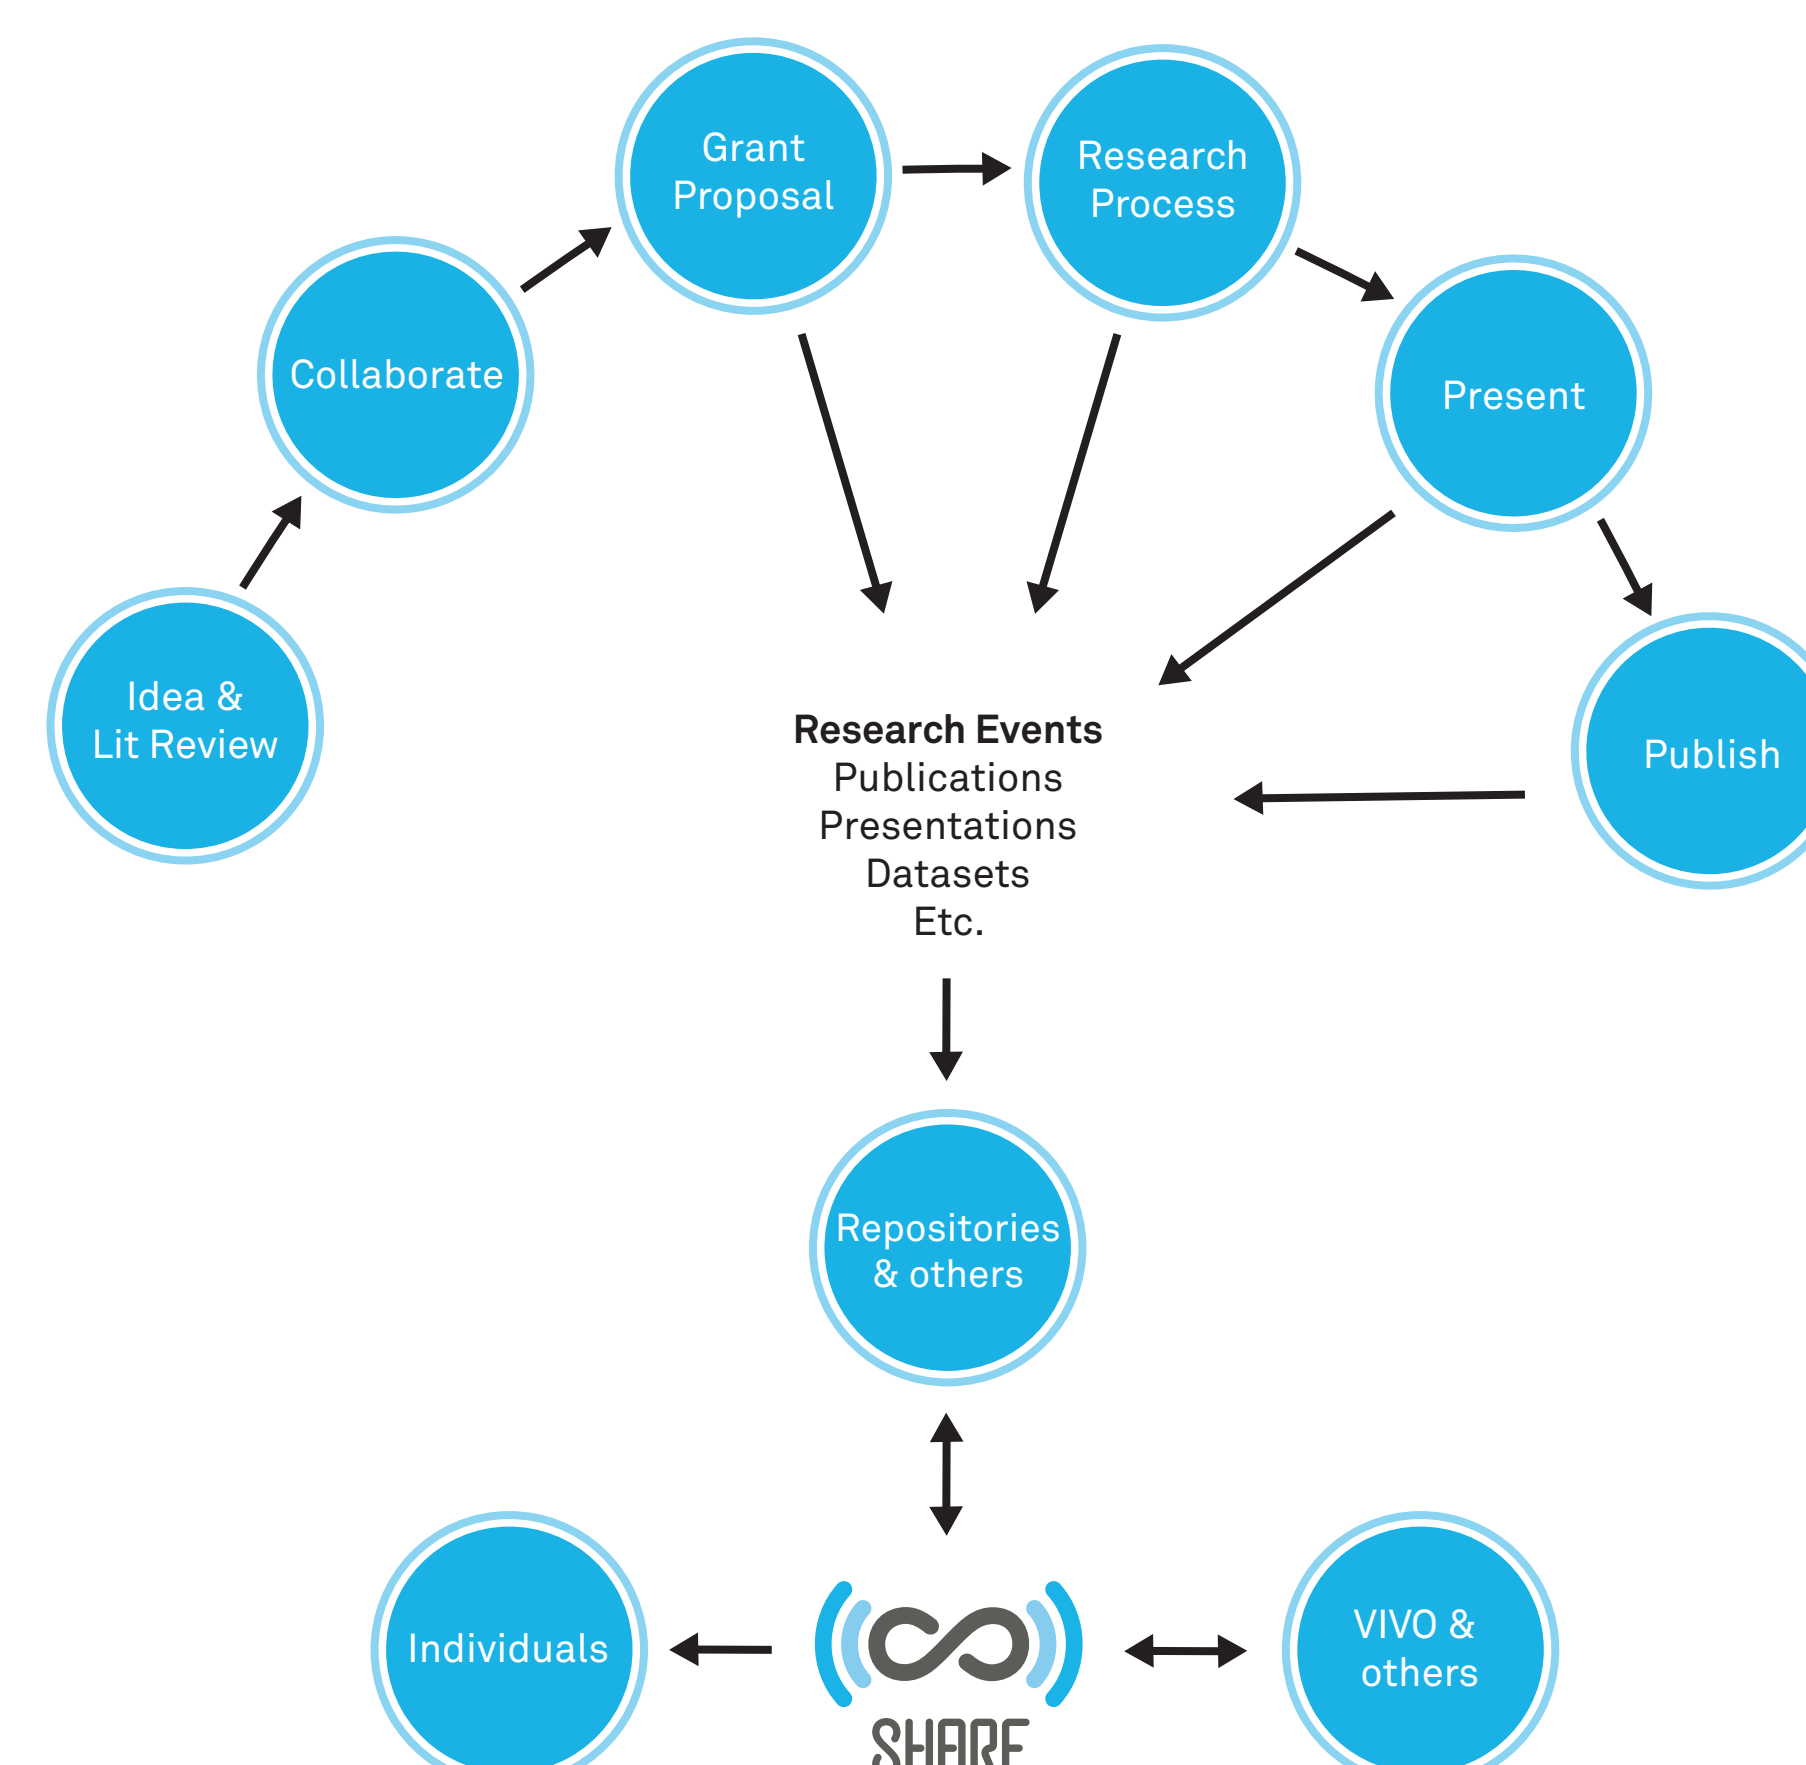 Grant
Proposal
Research
Process
Collaborate
Present
Idea &
Lit Review
Publish
Research Events
Publications
Presentations
Datasets
Etc.
Repositories
& others
Individuals
VIVO &
others
SHARE